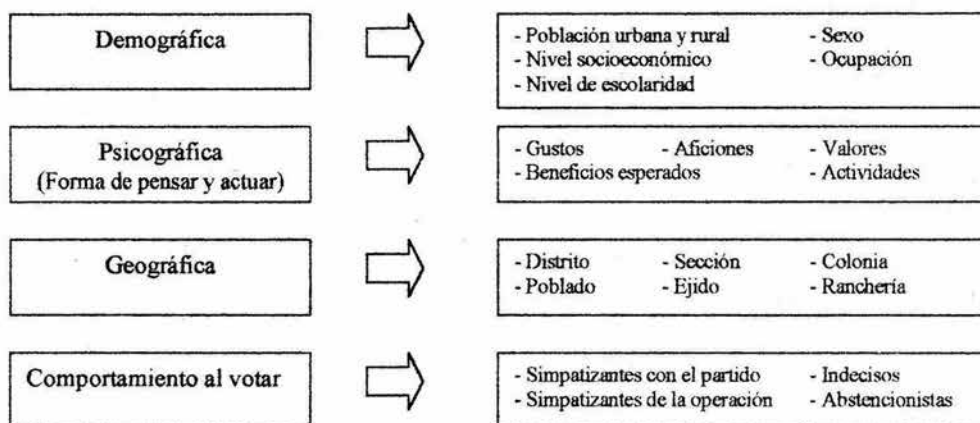 Demográfica
- Población urbana y rural - Sexo
- Nivel socioeconómico - Ocupación
- Nivel de escolaridad
Psicográfica
(Forma de pensar y actuar)
- Gustos - Aficiones - Valores
- Beneficios esperados - Actividades
Geográfica
- Distrito - Sección - Colonia
- Poblado - Ejido - Ranchería
Comportamiento al votar
- Simpatizantes con el partido - Indecisos
- Simpatizantes de la operación - Abstencionistas